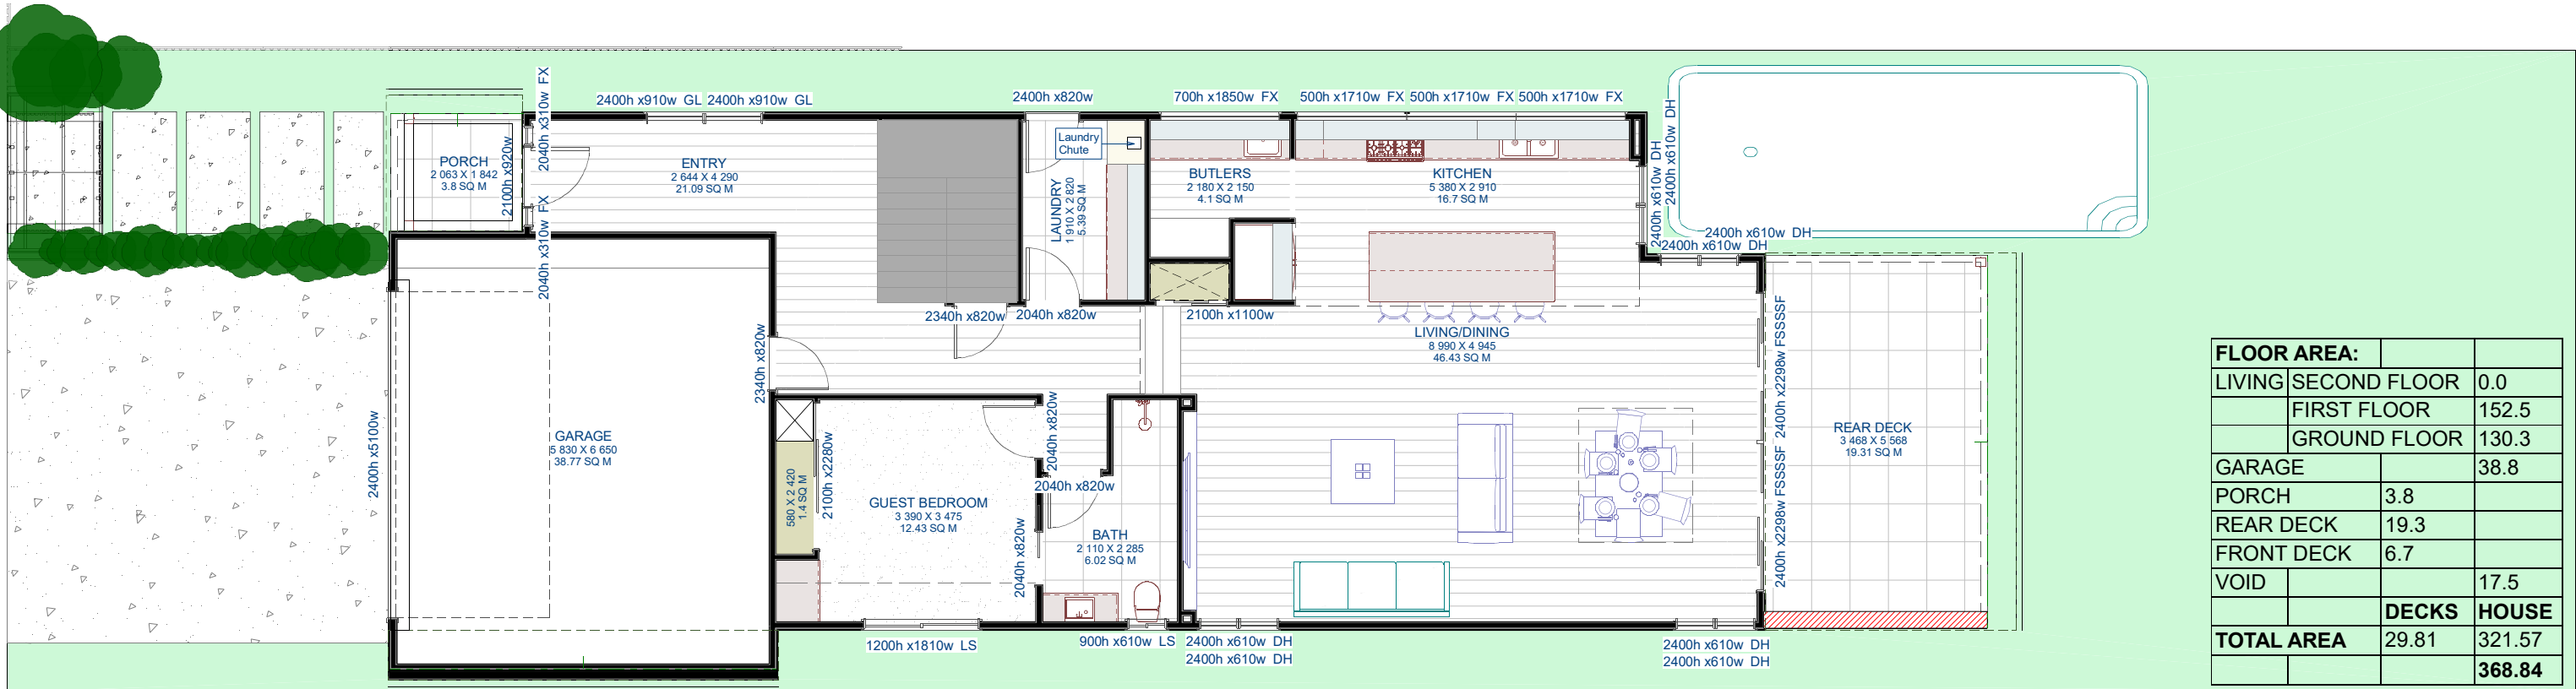 2400h x910w GL
2400h x910w GL
2400h x820w
700h x1850w FX
500h x1710w FX
500h x1710w FX
500h x1710w FX
2040h x310w FX
2100h x920w
2040h x310w FX
PORCH
2 063 X 1 842
3.8 SQ M
ENTRY
2 644 X 4 290
21.09 SQ M
Laundry
Chute
LAUNDRY
1 910 X 2 820
5.39 SQ M
BUTLERS
2 180 X 2 150
4.1 SQ M
KITCHEN
5 380 X 2 910
16.7 SQ M
2400h x610w DH
2400h x610w DH
2400h x610w DH
2400h x610w DH
2340h x820w
2040h x820w
2100h x1100w
LIVING/DINING
8 990 X 4 945
46.43 SQ M
2340h x820w
2400h x5100w
GARAGE
5 830 X 6 650
38.77 SQ M
580 X 2 420
1.4 SQ M
2100h x2280w
GUEST BEDROOM
3 390 X 3 475
12.43 SQ M
2040h x820w
2040h x820w
2040h x820w
BATH
2 110 X 2 285
6.02 SQ M
2400h x2298w FSSSSF
2400h x2298w FSSSSF
REAR DECK
3 468 X 5 568
19.31 SQ M
1200h x1810w LS
900h x610w LS
2400h x610w DH
2400h x610w DH
2400h x610w DH
2400h x610w DH
FLOOR AREA:
LIVING SECOND FLOOR 0.0
FIRST FLOOR 152.5
GROUND FLOOR 130.3
GARAGE 38.8
PORCH 3.8
REAR DECK 19.3
FRONT DECK 6.7
VOID 17.5
DECKS HOUSE
TOTAL AREA 29.81 321.57
368.84